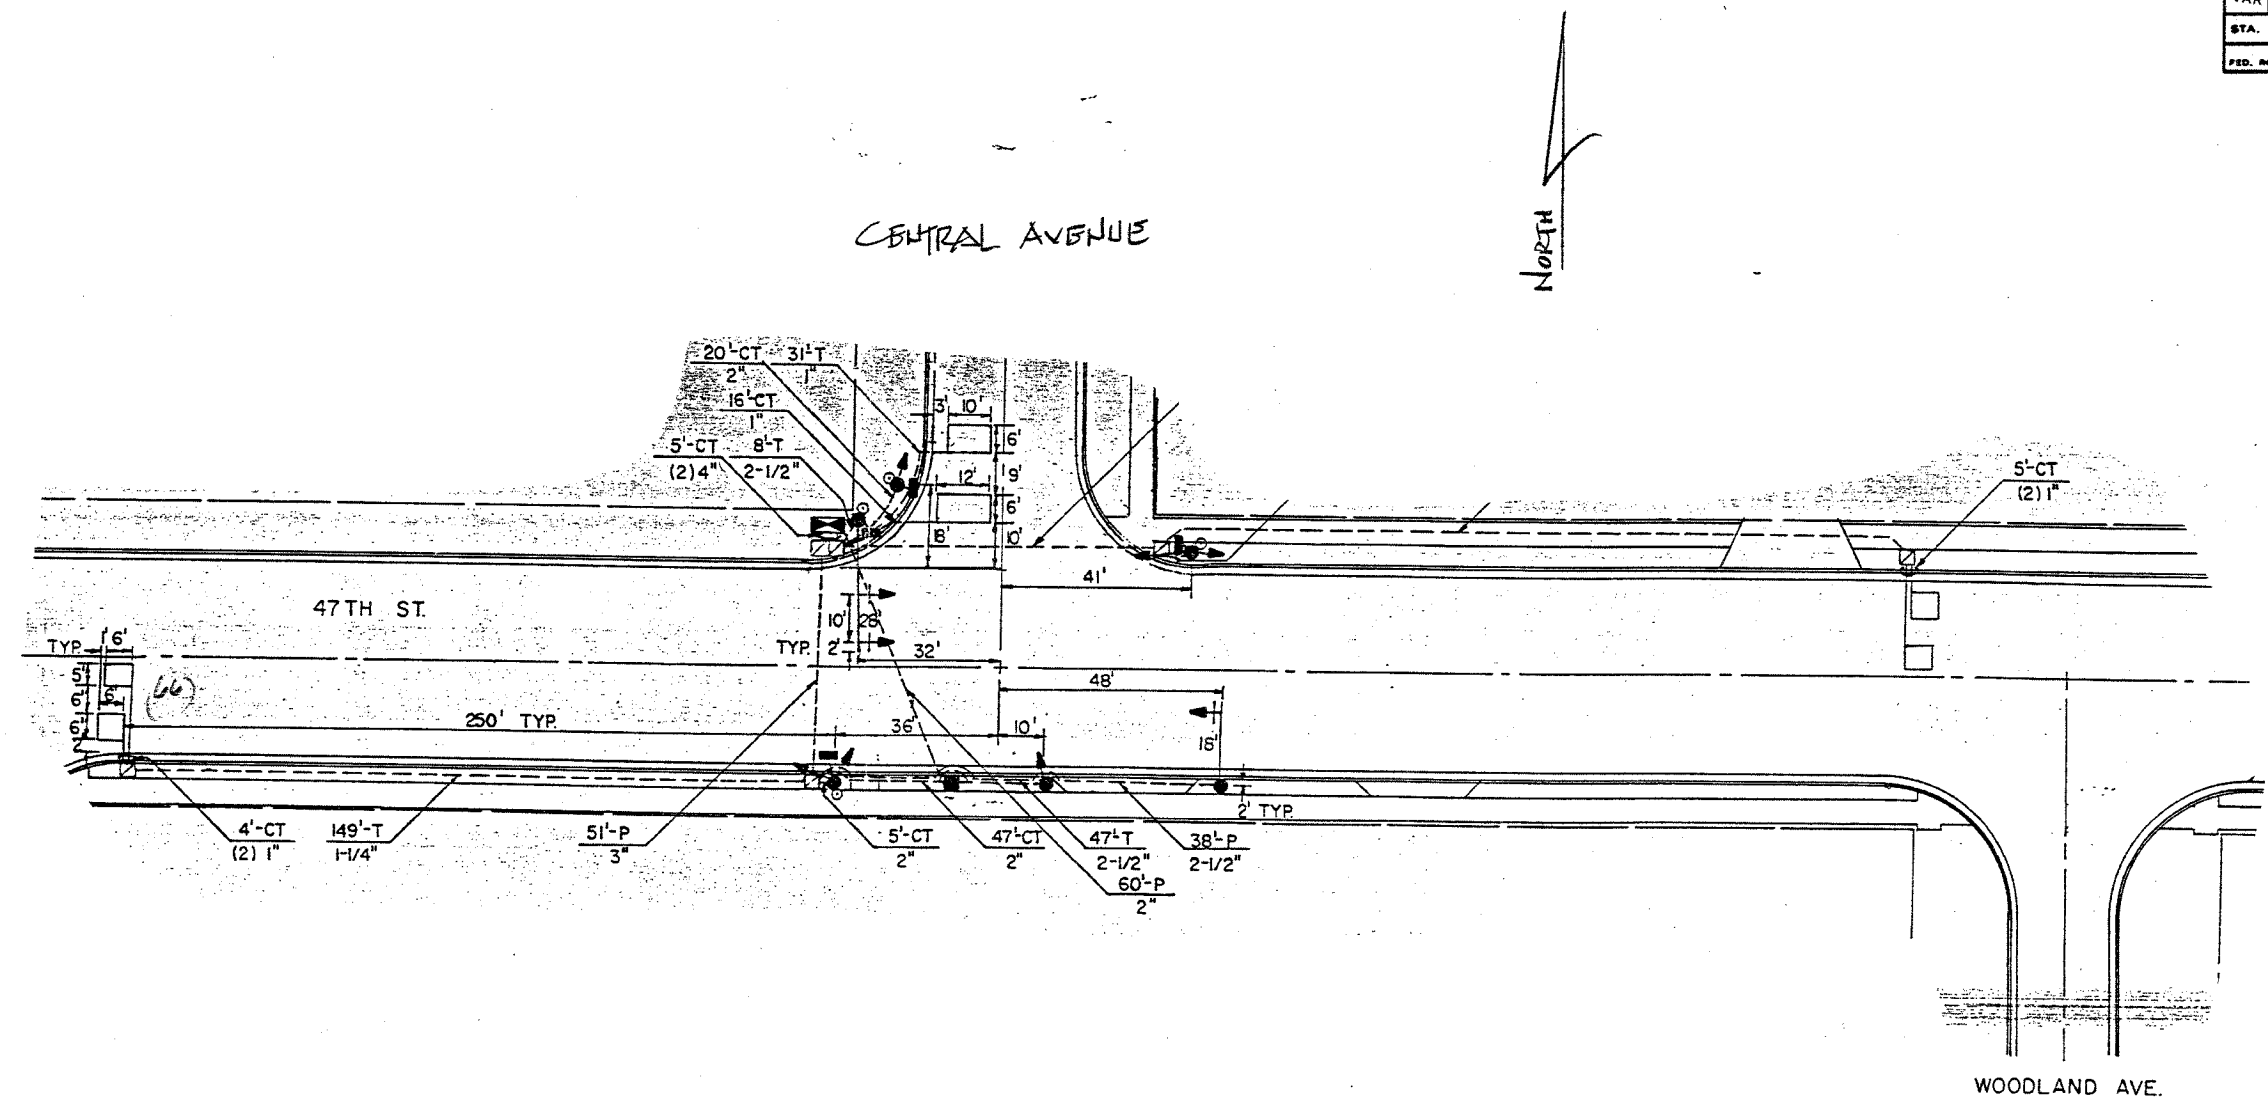 STA.
FED.
NORTH
CENTRAL AVENUE
20'-CT
2"
31'-T
1"
16'-CT
1"
5'-CT
(2) 4"
8'-T
2-1/2"
3'
10'
6'
12'
19'
6'
18'
10'
5'-CT
(2) 1"
41'
47TH ST.
10'
28'
TYP.
2'
32'
48'
TYP.
6'
5'
6'
6'
6'
2'
(66)
250' TYP.
36'
10'
18'
2' TYP.
4'-CT
(2) 1"
149'-T
1-1/4"
51'-P
3"
5'-CT
2"
47'-CT
2"
47'-T
2-1/2"
38'-P
2-1/2"
60'-P
2"
WOODLAND AVE.